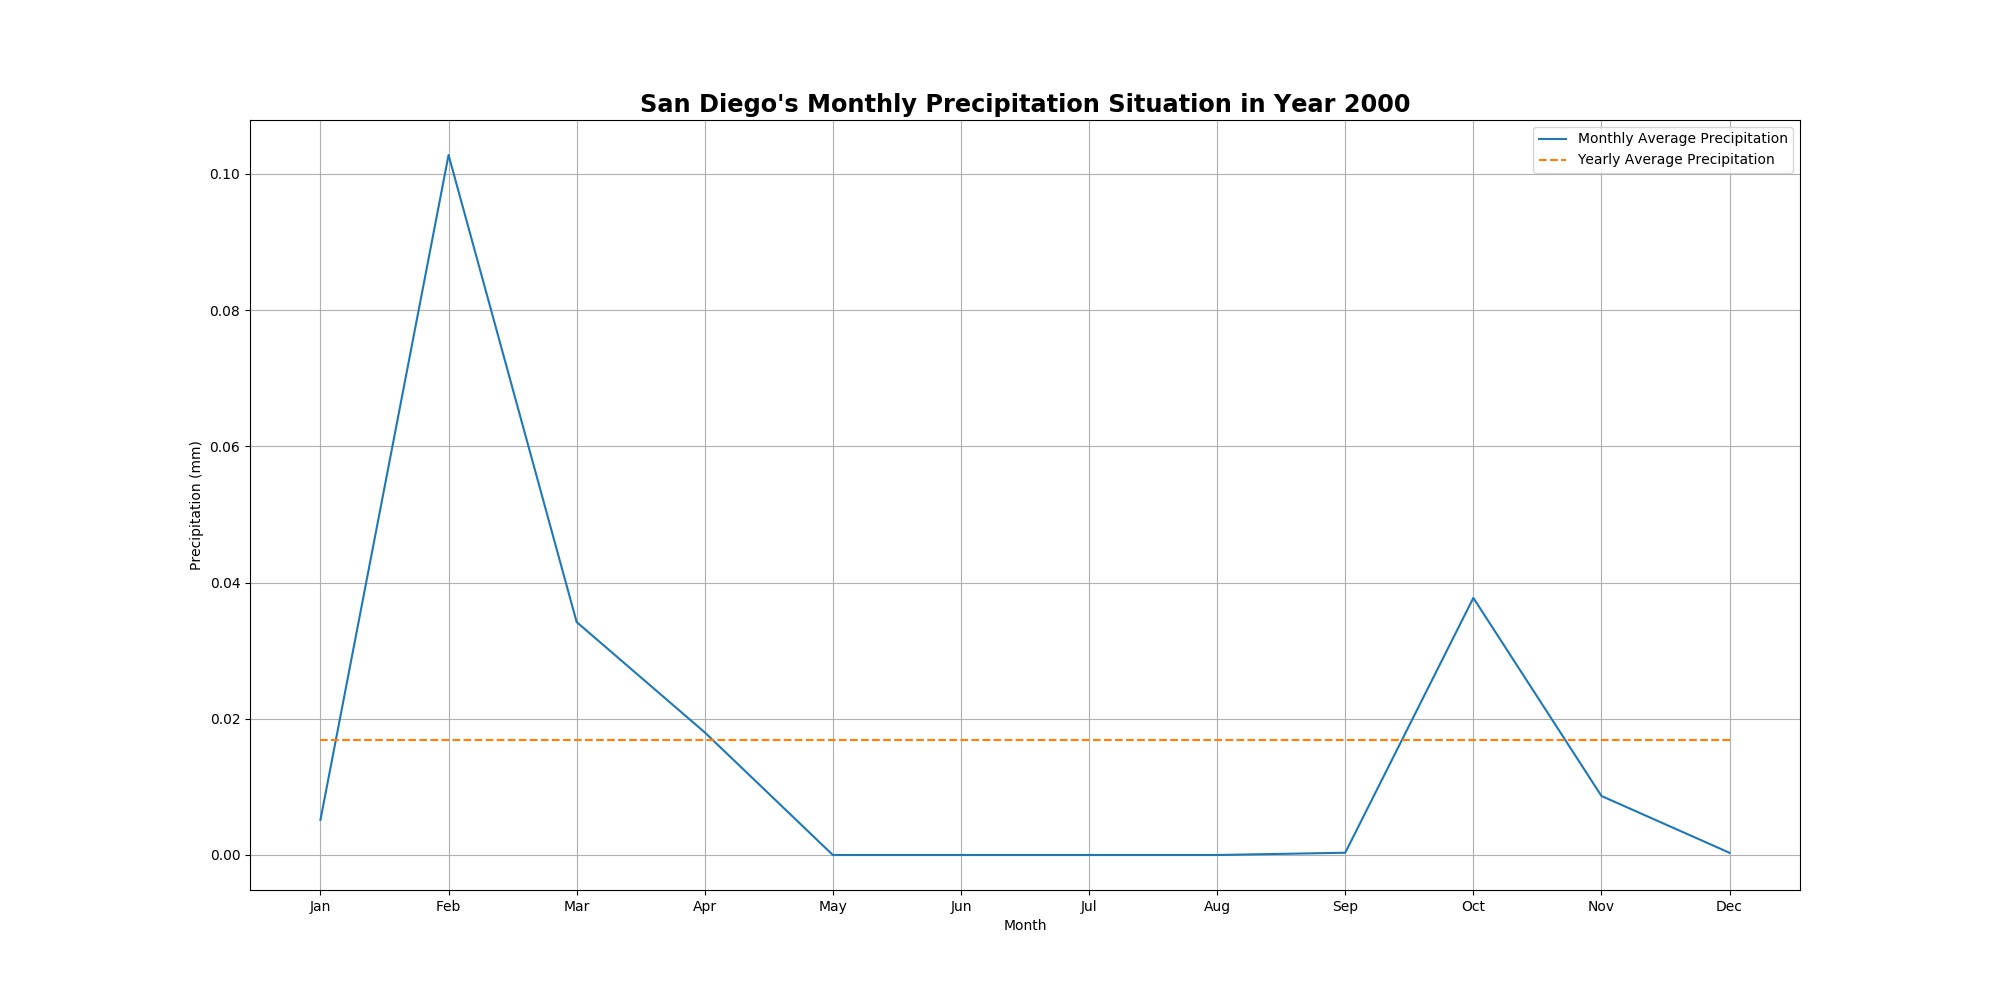 San Diego's Monthly Precipitation Situation in Year 2000
Monthly Average Precipitation
Yearly Average Precipitation
Precipitation (mm)
0.10
0.08
0.06
0.04
0.02
0.00
Jan Feb Mar Apr May Jun Jul Aug Sep Oct Nov Dec
Month